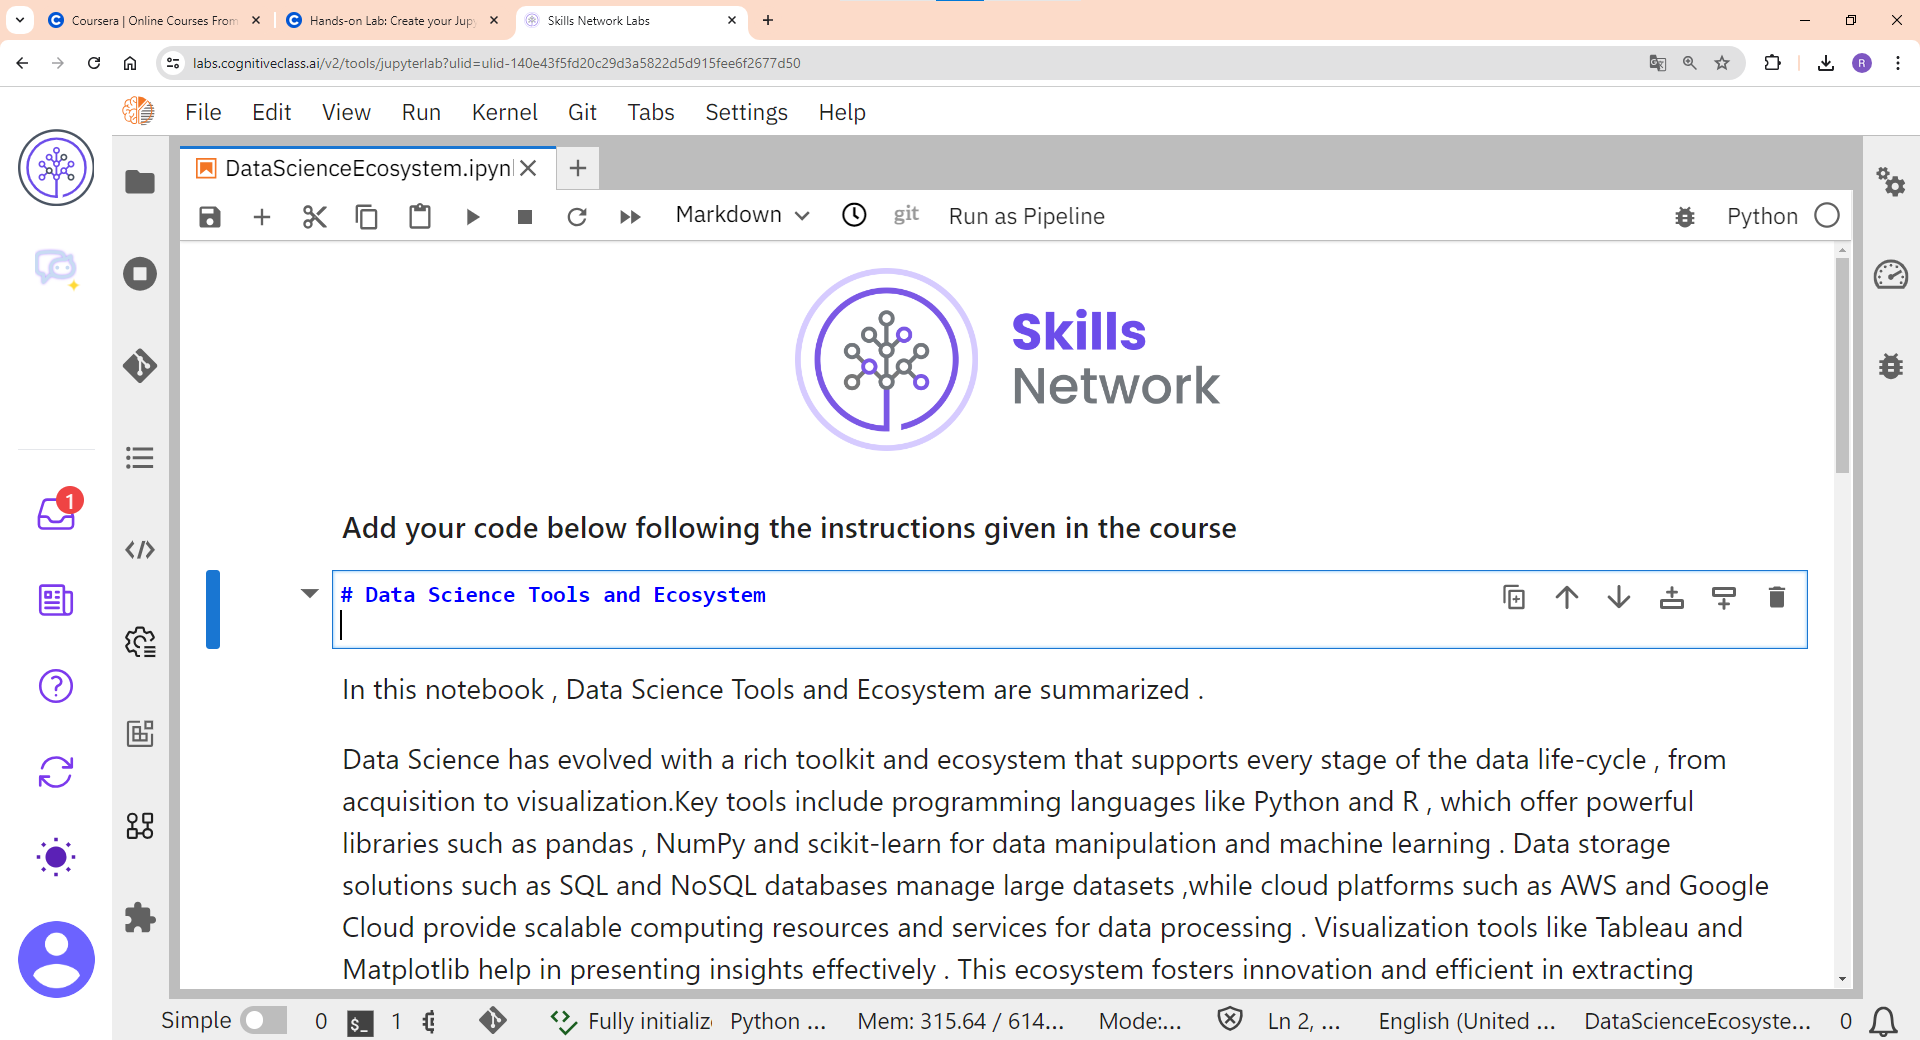 Coursera | Online Courses From
Hands-on Lab: Create your Jup
Skills Network Labs
labs.cognitiveclass.ai/v2/tools/jupyterlab?ulid=ulid-140e43f5fd20c29d3a5822d5d915fee6f2677d50
R
File Edit View Run Kernel Git Tabs Settings Help
DataScienceEcosystem.ipyn
Markdown git Run as Pipeline Python
Skills
Network
Add your code below following the instructions given in the course
# Data Science Tools and Ecosystem
In this notebook , Data Science Tools and Ecosystem are summarized .
Data Science has evolved with a rich toolkit and ecosystem that supports every stage of the data life-cycle , from
acquisition to visualization.Key tools include programming languages like Python and R , which offer powerful
libraries such as pandas , NumPy and scikit-learn for data manipulation and machine learning . Data storage
solutions such as SQL and NoSQL databases manage large datasets ,while cloud platforms such as AWS and Google
Cloud provide scalable computing resources and services for data processing . Visualization tools like Tableau and
Matplotlib help in presenting insights effectively . This ecosystem fosters innovation and efficient in extracting
1
Simple 0 $_ 1 Fully initializ Python ... Mem: 315.64 / 614... Mode:... Ln 2, ... English (United ... DataScienceEcosyste... 0